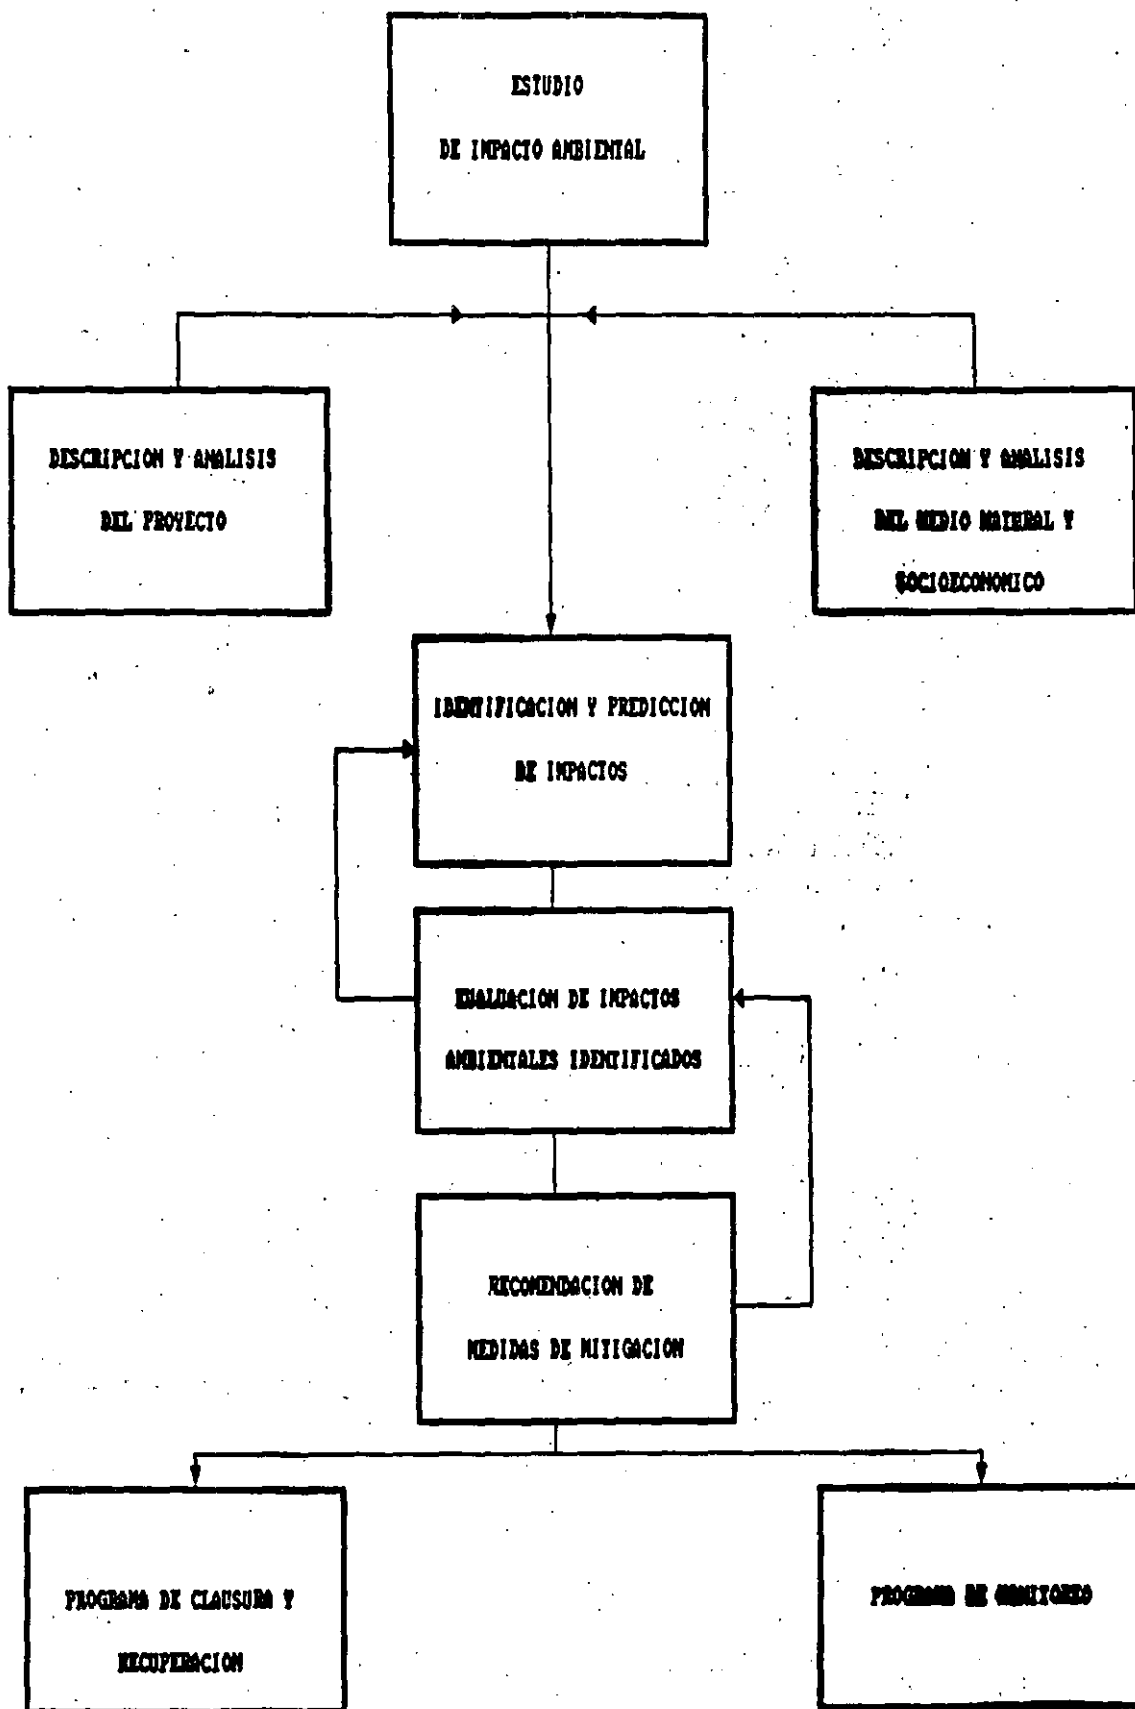 ESTUDIO
DE IMPACTO AMBIENTAL
DESCRIPCION Y ANALISIS
DEL PROYECTO
DESCRIPCION Y ANALISIS
DEL MEDIO NATURAL Y
SOCIOECONOMICO
IDENTIFICACION Y PREDICCION
DE IMPACTOS
EVALUACION DE IMPACTOS
AMBIENTALES IDENTIFICADOS
RECOMENDACION DE
MEDIDAS DE MITIGACION
PROGRAMA DE CLAUSURA Y
RECUPERACION
PROGRAMA DE MONITOREO